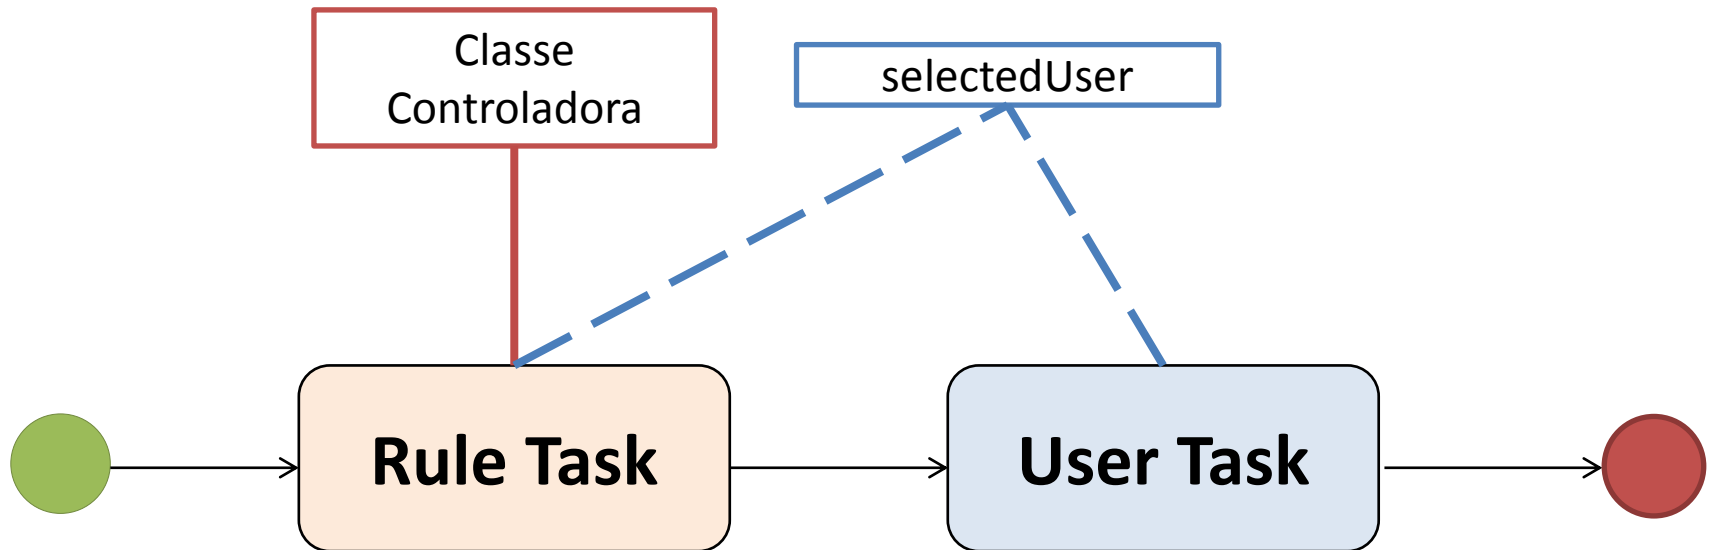 Classe
Controladora
selectedUser
Rule Task
User Task